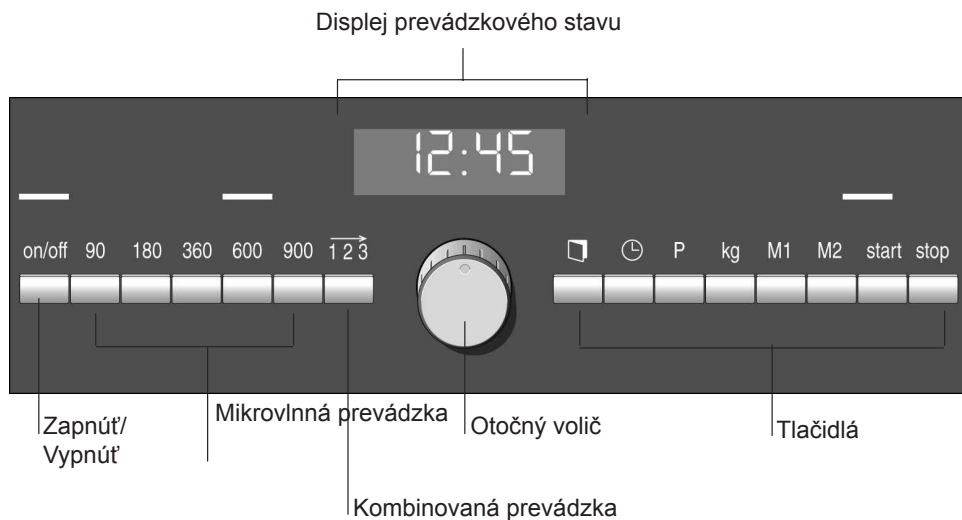 Displej prevádzkového stavu
12:45
on/off 90 180 360 600 900 1 2 3 P kg M1 M2 start stop
Zapnúť/
Vypnúť
Mikrovlnná prevádzka
Otočný volič
Tlačidlá
Kombinovaná prevádzka